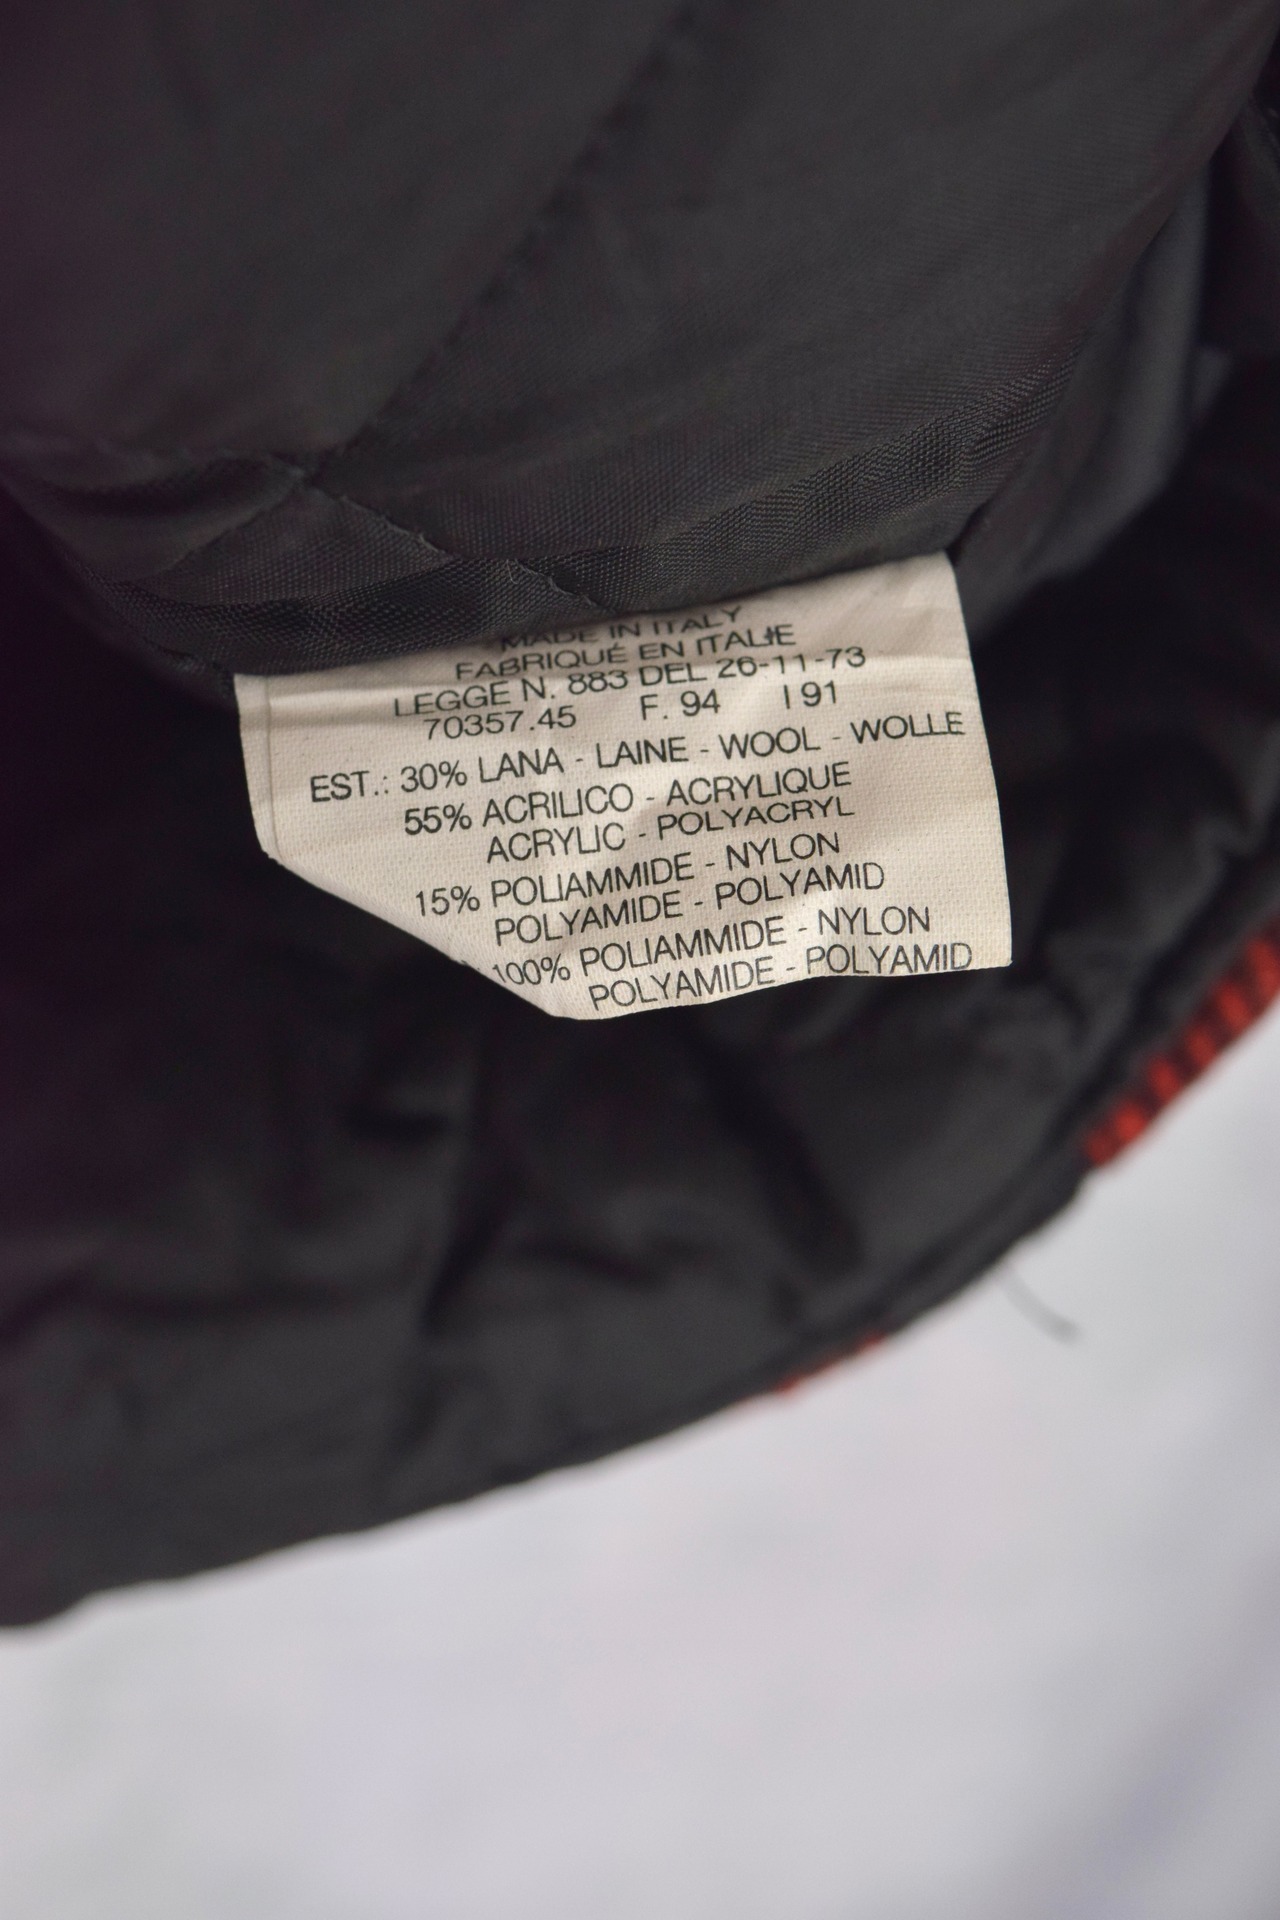 MADE IN ITALY
FABRIQUÉ EN ITALIE
LEGGE N. 883 DEL 26-11-73
70357.45 F. 94 I 91
EST.: 30% LANA - LAINE - WOOL - WOLLE
55% ACRILICO - ACRYLIQUE
ACRYLIC - POLYACRYL
15% POLIAMMIDE - NYLON
POLYAMIDE - POLYAMID
100% POLIAMMIDE - NYLON
POLYAMIDE - POLYAMID